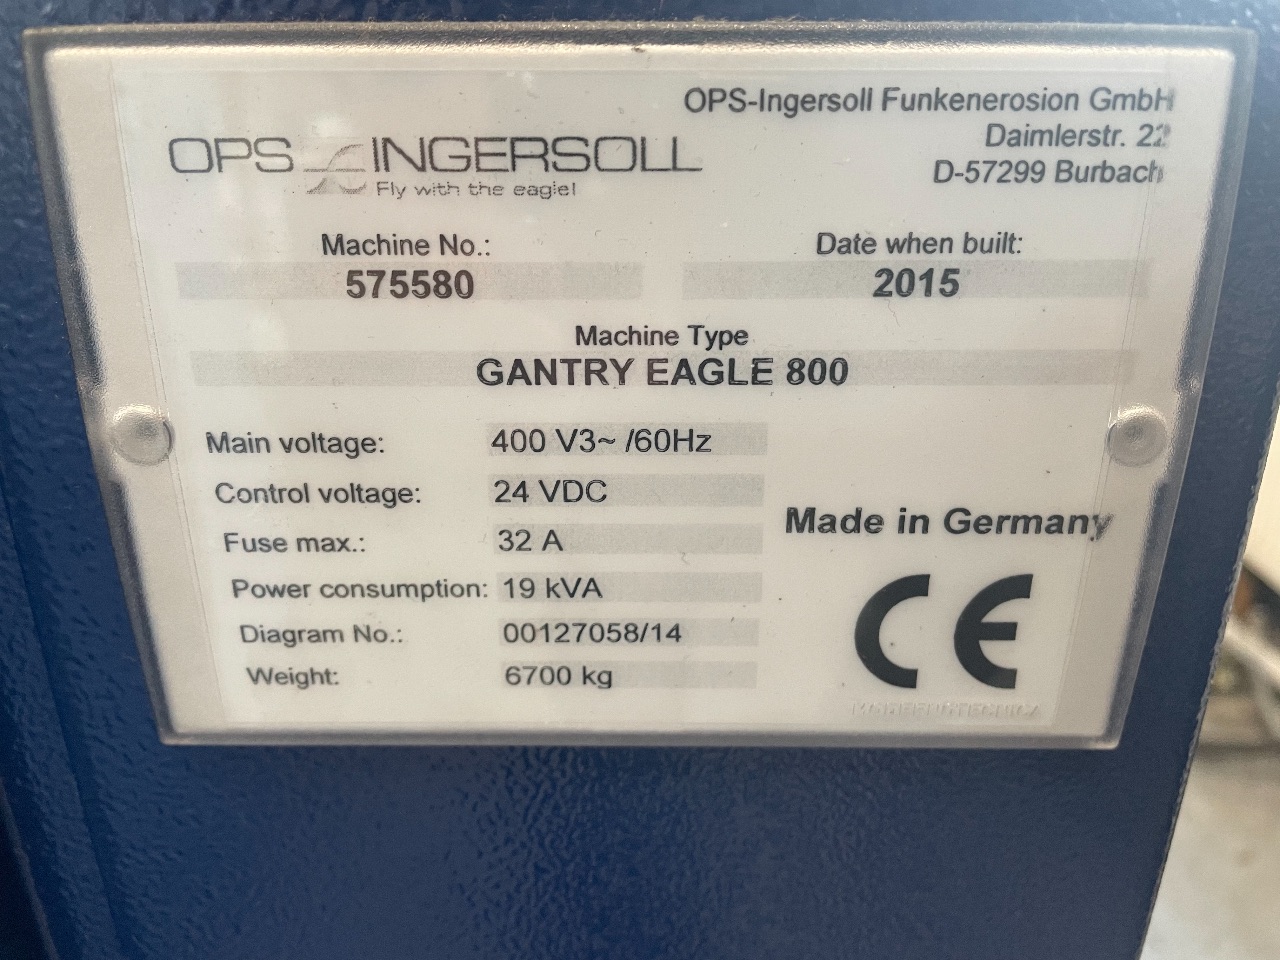 OPS INGERSOLL
Fly with the eagle!
OPS-Ingersoll Funkenerosion GmbH
Daimlerstr. 22
D-57299 Burbach
Machine No.:
575580
Date when built:
2015
Machine Type
GANTRY EAGLE 800
Main voltage: 400 V3~ /60Hz
Control voltage: 24 VDC
Fuse max.: 32 A
Power consumption: 19 kVA
Diagram No.: 00127058/14
Weight: 6700 kg
Made in Germany
CE